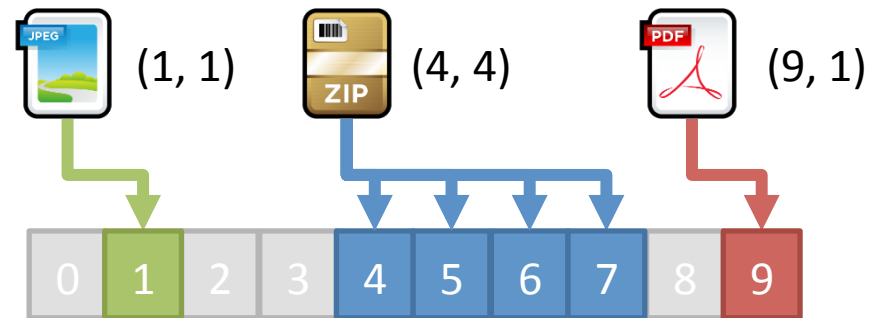 JPEG
(1, 1)
ZIP
(4, 4)
PDF
(9, 1)
0 1 2 3 4 5 6 7 8 9